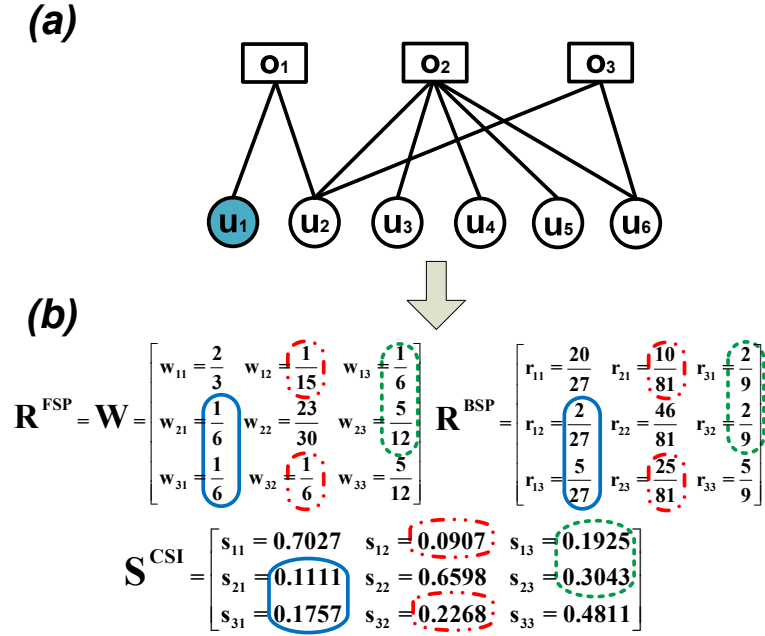 (a)
O1 O2 O3
u1 u2 u3 u4 u5 u6
(b)
R^FSP = W = [ w11 = 2/3 w12 = 1/15 w13 = 1/6
w21 = 1/6 w22 = 23/30 w23 = 5/12
w31 = 1/6 w32 = 1/6 w33 = 5/12 ]
R^BSP = [ r11 = 20/27 r21 = 10/81 r31 = 2/9
r12 = 2/27 r22 = 46/81 r32 = 2/9
r13 = 5/27 r23 = 25/81 r33 = 5/9 ]
S^CSI = [ s11 = 0.7027 s12 = 0.0907 s13 = 0.1925
s21 = 0.1111 s22 = 0.6598 s23 = 0.3043
s31 = 0.1757 s32 = 0.2268 s33 = 0.4811 ]